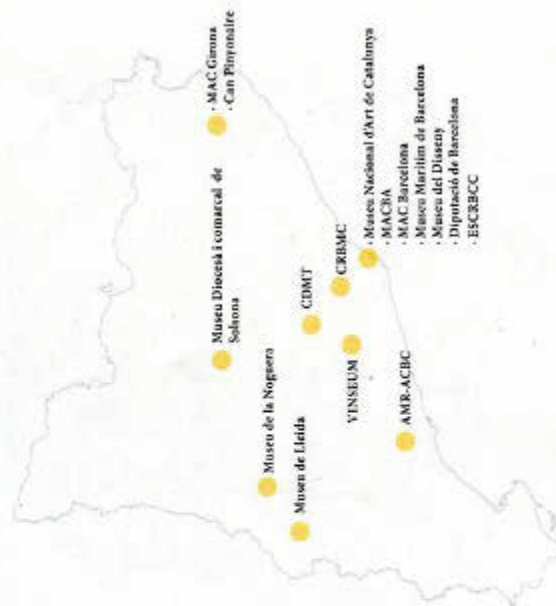 · MAC Girona
· Can Pinyonaire
Museu Diocesà i comarcal de
Solsona
Museu de la Noguera
Museu de Lleida
CDMT
CRBMC
VINSEUM
AMR-ACBC
· Museu Nacional d'Art de Catalunya
· MACBA
· MAC Barcelona
· Museu Marítim de Barcelona
· Museu del Disseny
· Diputació de Barcelona
· ESCRBCC